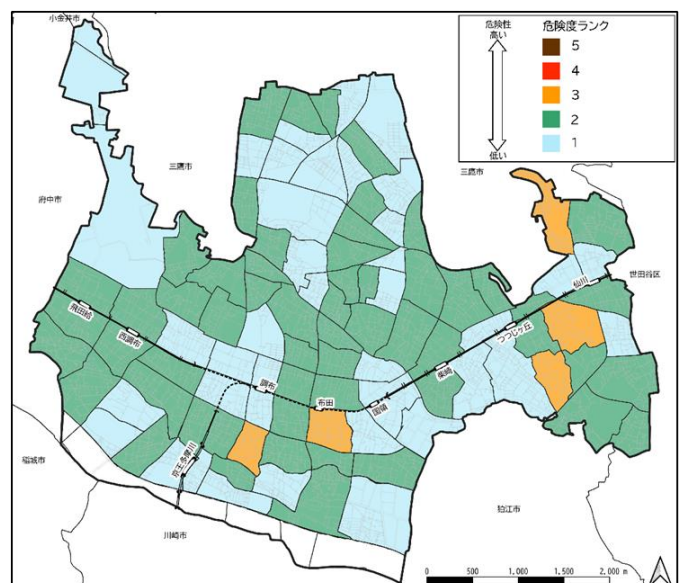 小金井市
危険性
高い
低い
危険度ランク
5
4
3
2
1
三鷹市
三鷹市
府中市
世田谷区
仙川
つつじヶ丘
柴崎
国領
布田
調布
西調布
飛田給
京王多摩川
稲城市
川崎市
狛江市
0 500 1,000 1,500 2,000 m